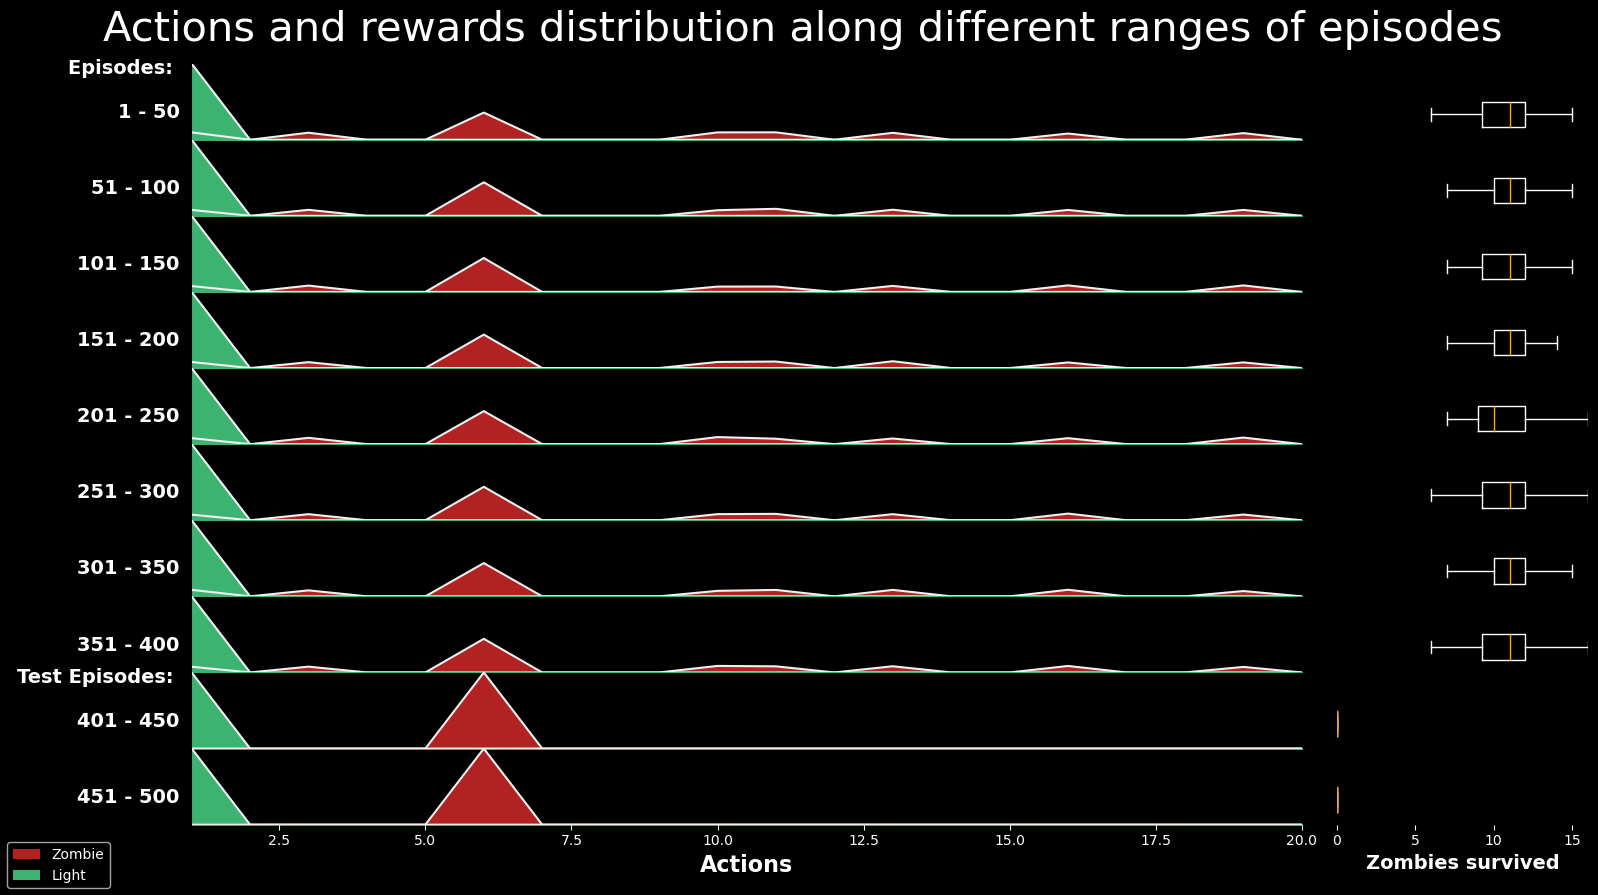 Actions and rewards distribution along different ranges of episodes
Episodes:
1 - 50
51 - 100
101 - 150
151 - 200
201 - 250
251 - 300
301 - 350
351 - 400
Test Episodes:
401 - 450
451 - 500
2.5 5.0 7.5 10.0 12.5 15.0 17.5 20.0 0 5 10 15
Actions
Zombies survived
Zombie
Light